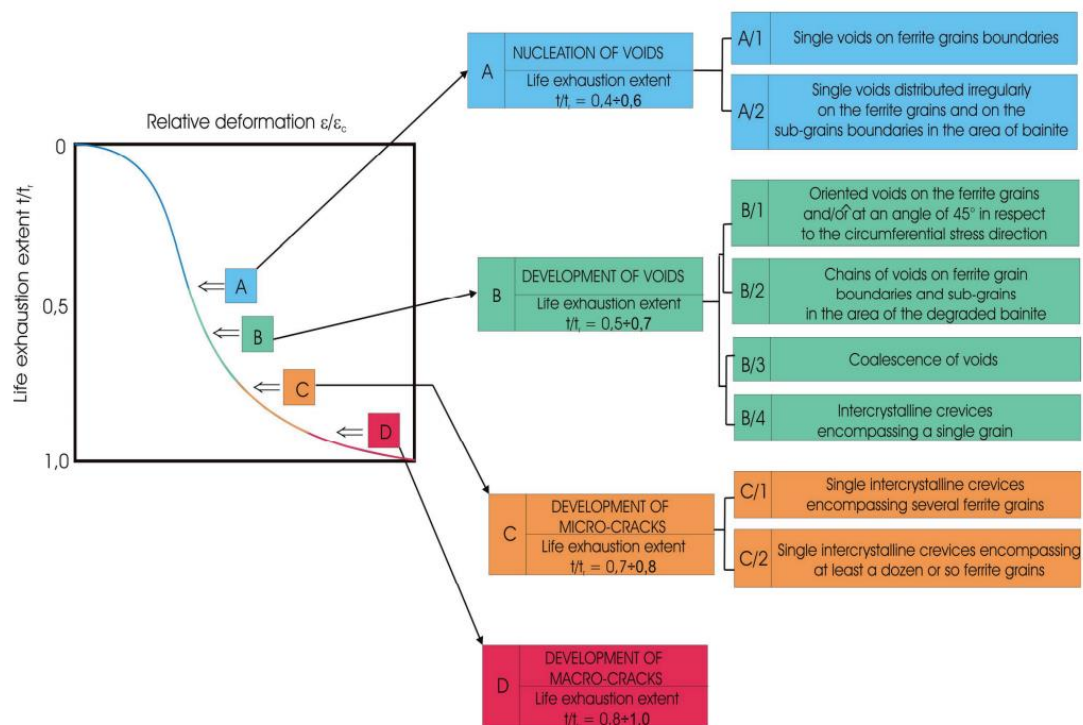 Relative deformation ε/εc
Life exhaustion extent t/tr
0
0,5
1,0
A
B
C
D
A
NUCLEATION OF VOIDS
Life exhaustion extent
t/tr = 0,4÷0,6
A/1
Single voids on ferrite grains boundaries
A/2
Single voids distributed irregularly
on the ferrite grains and on the
sub-grains boundaries in the area of bainite
B
DEVELOPMENT OF VOIDS
Life exhaustion extent
t/tr = 0,5÷0,7
B/1
Oriented voids on the ferrite grains
and/or^ at an angle of 45° in respect
to the circumferential stress direction
B/2
Chains of voids on ferrite grain
boundaries and sub-grains
in the area of the degraded bainite
B/3
Coalescence of voids
B/4
Intercrystalline crevices
encompassing a single grain
C
DEVELOPMENT OF
MICRO-CRACKS
Life exhaustion extent
t/tr = 0,7÷0,8
C/1
Single intercrystalline crevices
encompassing several ferrite grains
C/2
Single intercrystalline crevices encompassing
at least a dozen or so ferrite grains
D
DEVELOPMENT OF
MACRO-CRACKS
Life exhaustion extent
t/tr = 0,8÷1,0